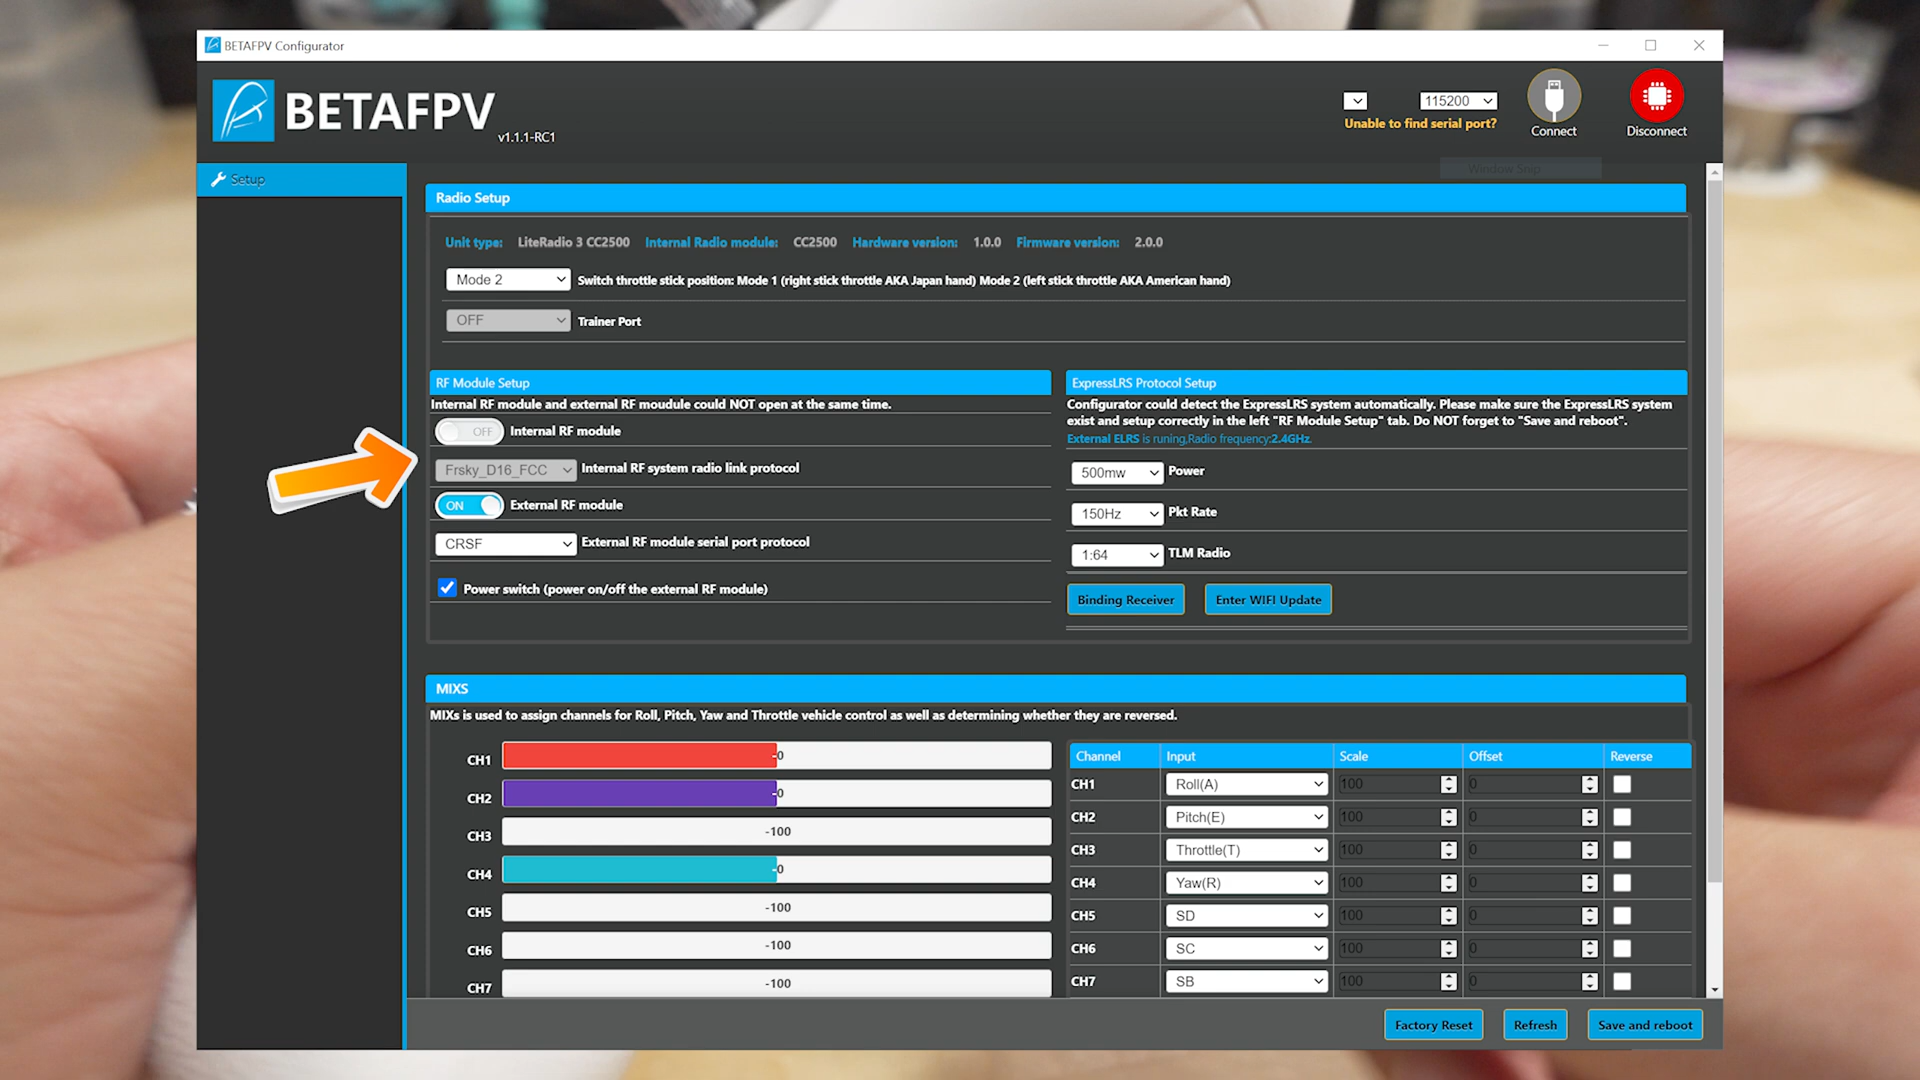 BETAFPV Configurator
BETAFPV
v1.1.1-RC1
115200
Unable to find serial port?
Connect
Disconnect
Window Snip
Setup
Radio Setup
Unit type: LiteRadio 3 CC2500 Internal Radio module: CC2500 Hardware version: 1.0.0 Firmware version: 2.0.0
Mode 2 Switch throttle stick position: Mode 1 (right stick throttle AKA Japan hand) Mode 2 (left stick throttle AKA American hand)
OFF Trainer Port
RF Module Setup
Internal RF module and external RF moudule could NOT open at the same time.
OFF Internal RF module
Frsky_D16_FCC Internal RF system radio link protocol
ON External RF module
CRSF External RF module serial port protocol
Power switch (power on/off the external RF module)
ExpressLRS Protocol Setup
Configurator could detect the ExpressLRS system automatically. Please make sure the ExpressLRS system
exist and setup correctly in the left "RF Module Setup" tab. Do NOT forget to "Save and reboot".
External ELRS is runing,Radio frequency:2.4GHz.
500mw Power
150Hz Pkt Rate
1:64 TLM Radio
Binding Receiver Enter WIFI Update
MIXS
MIXs is used to assign channels for Roll, Pitch, Yaw and Throttle vehicle control as well as determining whether they are reversed.
CH1 -0
CH2 -0
CH3 -100
CH4 -0
CH5 -100
CH6 -100
CH7 -100
Channel Input Scale Offset Reverse
CH1 Roll(A) 100 0
CH2 Pitch(E) 100 0
CH3 Throttle(T) 100 0
CH4 Yaw(R) 100 0
CH5 SD 100 0
CH6 SC 100 0
CH7 SB 100 0
Factory Reset Refresh Save and reboot